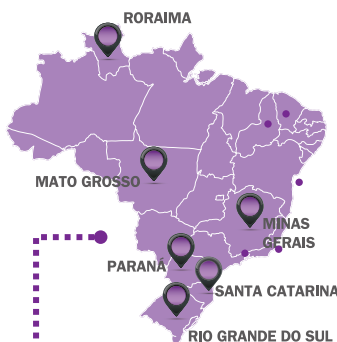 RORAIMA
MATO GROSSO
MINAS
GERAIS
PARANÁ
SANTA CATARINA
RIO GRANDE DO SUL